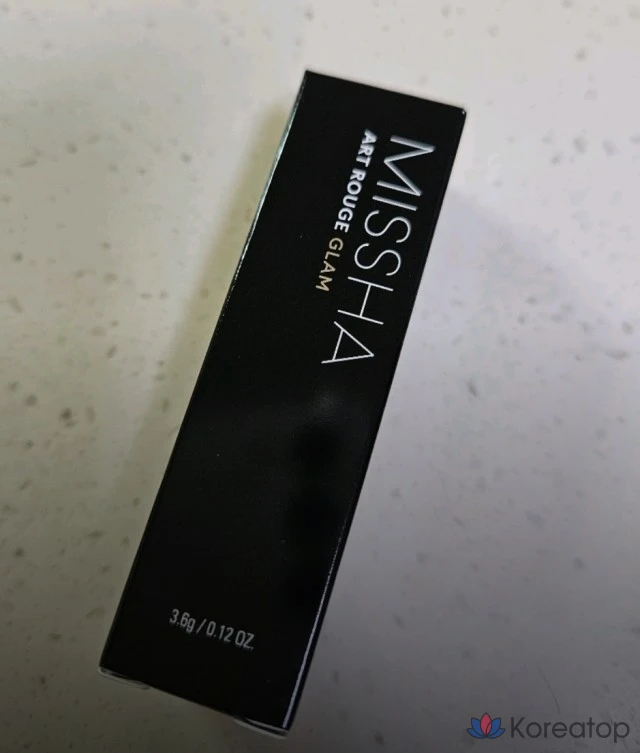 MISSHA
ART ROUGE GLAM
3.6g / 0.12 OZ.
Koreatop